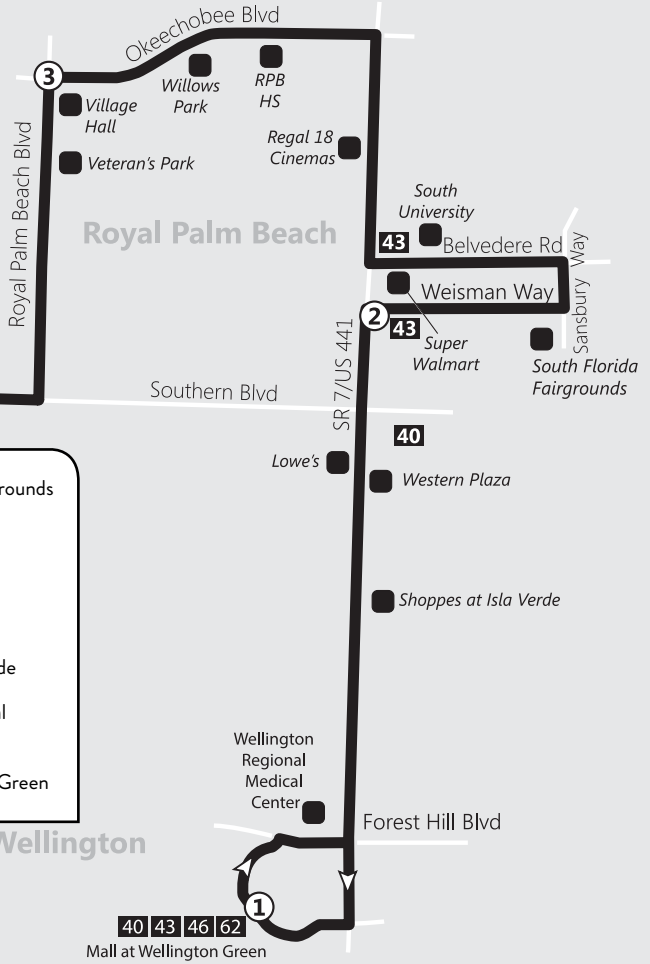 Okeechobee Blvd
3
Village
Hall
Willows
Park
RPB
HS
Veteran's Park
Regal 18
Cinemas
Royal Palm Beach Blvd
Royal Palm Beach
South
University
43
Belvedere Rd
Sansbury Way
Weisman Way
2
43
Super
Walmart
South Florida
Fairgrounds
SR 7/US 441
Southern Blvd
40
Lowe's
Western Plaza
Shoppes at Isla Verde
rounds
de
l
Green
Wellington
Regional
Medical
Center
Forest Hill Blvd
Wellington
1
40 43 46 62
Mall at Wellington Green